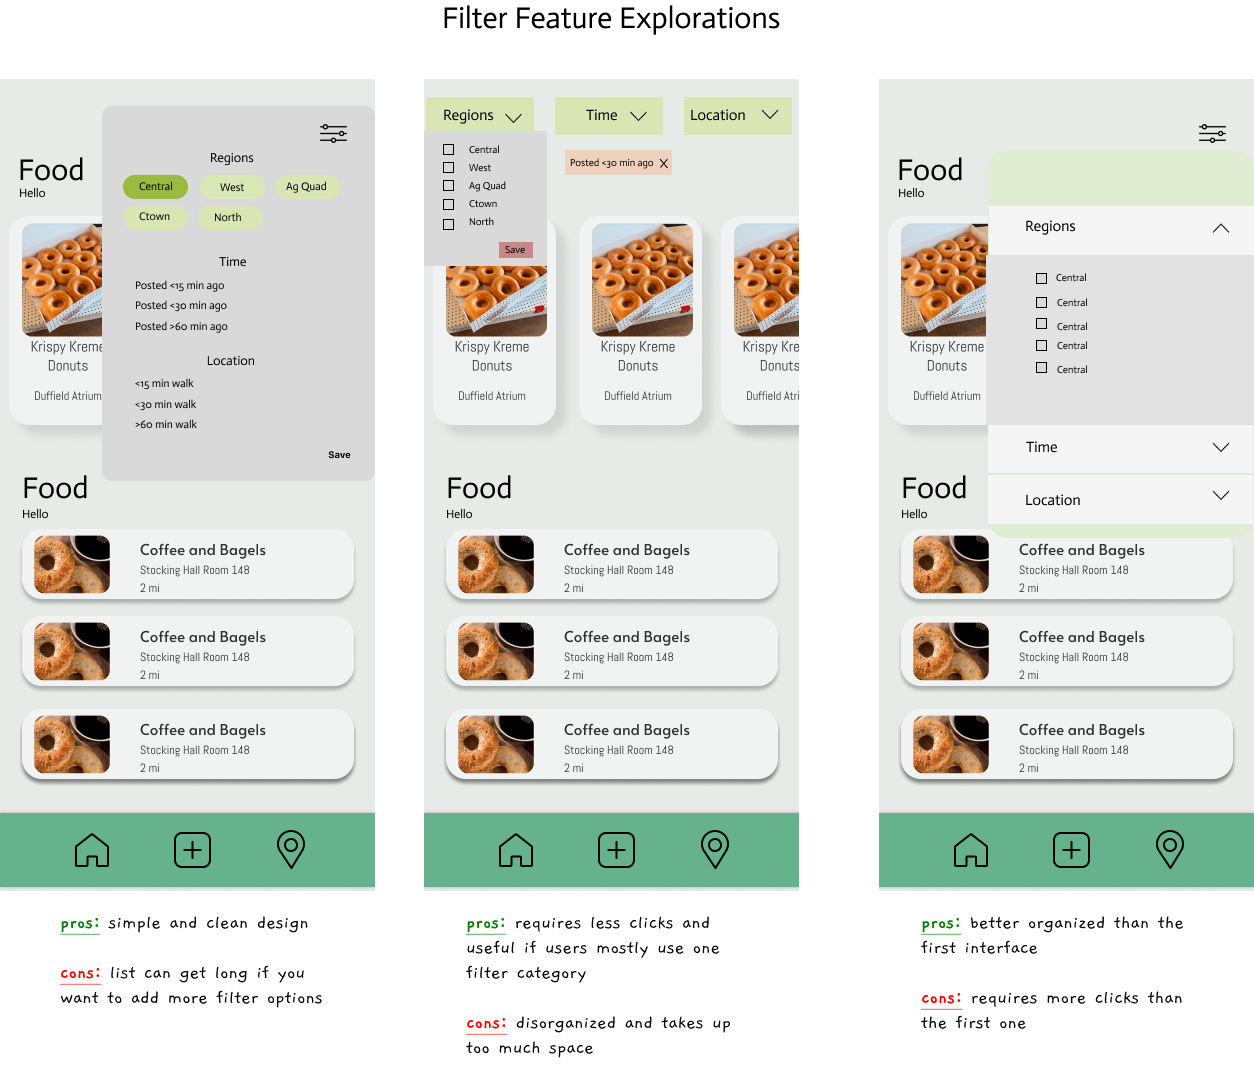 Filter Feature Explorations
Regions
Central
West
Ag Quad
Ctown
North
Time
Posted <15 min ago
Posted <30 min ago
Posted >60 min ago
Location
<15 min walk
<30 min walk
>60 min walk
Save
Food
Hello
Krispy Kreme
Donuts
Duffield Atrium
Food
Hello
Coffee and Bagels
Stocking Hall Room 148
2 mi
Coffee and Bagels
Stocking Hall Room 148
2 mi
Coffee and Bagels
Stocking Hall Room 148
2 mi
pros: simple and clean design
cons: list can get long if you
want to add more filter options
Regions
Time
Location
Central
West
Ag Quad
Ctown
North
Save
Posted <30 min ago X
Krispy Kreme
Donuts
Duffield Atrium
Krispy Kreme
Donuts
Duffield Atrium
Krispy Kre
Donuts
Duffield Atri
Food
Hello
Coffee and Bagels
Stocking Hall Room 148
2 mi
Coffee and Bagels
Stocking Hall Room 148
2 mi
Coffee and Bagels
Stocking Hall Room 148
2 mi
pros: requires less clicks and
useful if users mostly use one
filter category
cons: disorganized and takes up
too much space
Food
Hello
Regions
Central
Central
Central
Central
Central
Time
Location
Krispy Kreme
Donuts
Duffield Atrium
Food
Hello
Coffee and Bagels
Stocking Hall Room 148
2 mi
Coffee and Bagels
Stocking Hall Room 148
2 mi
Coffee and Bagels
Stocking Hall Room 148
2 mi
pros: better organized than the
first interface
cons: requires more clicks than
the first one